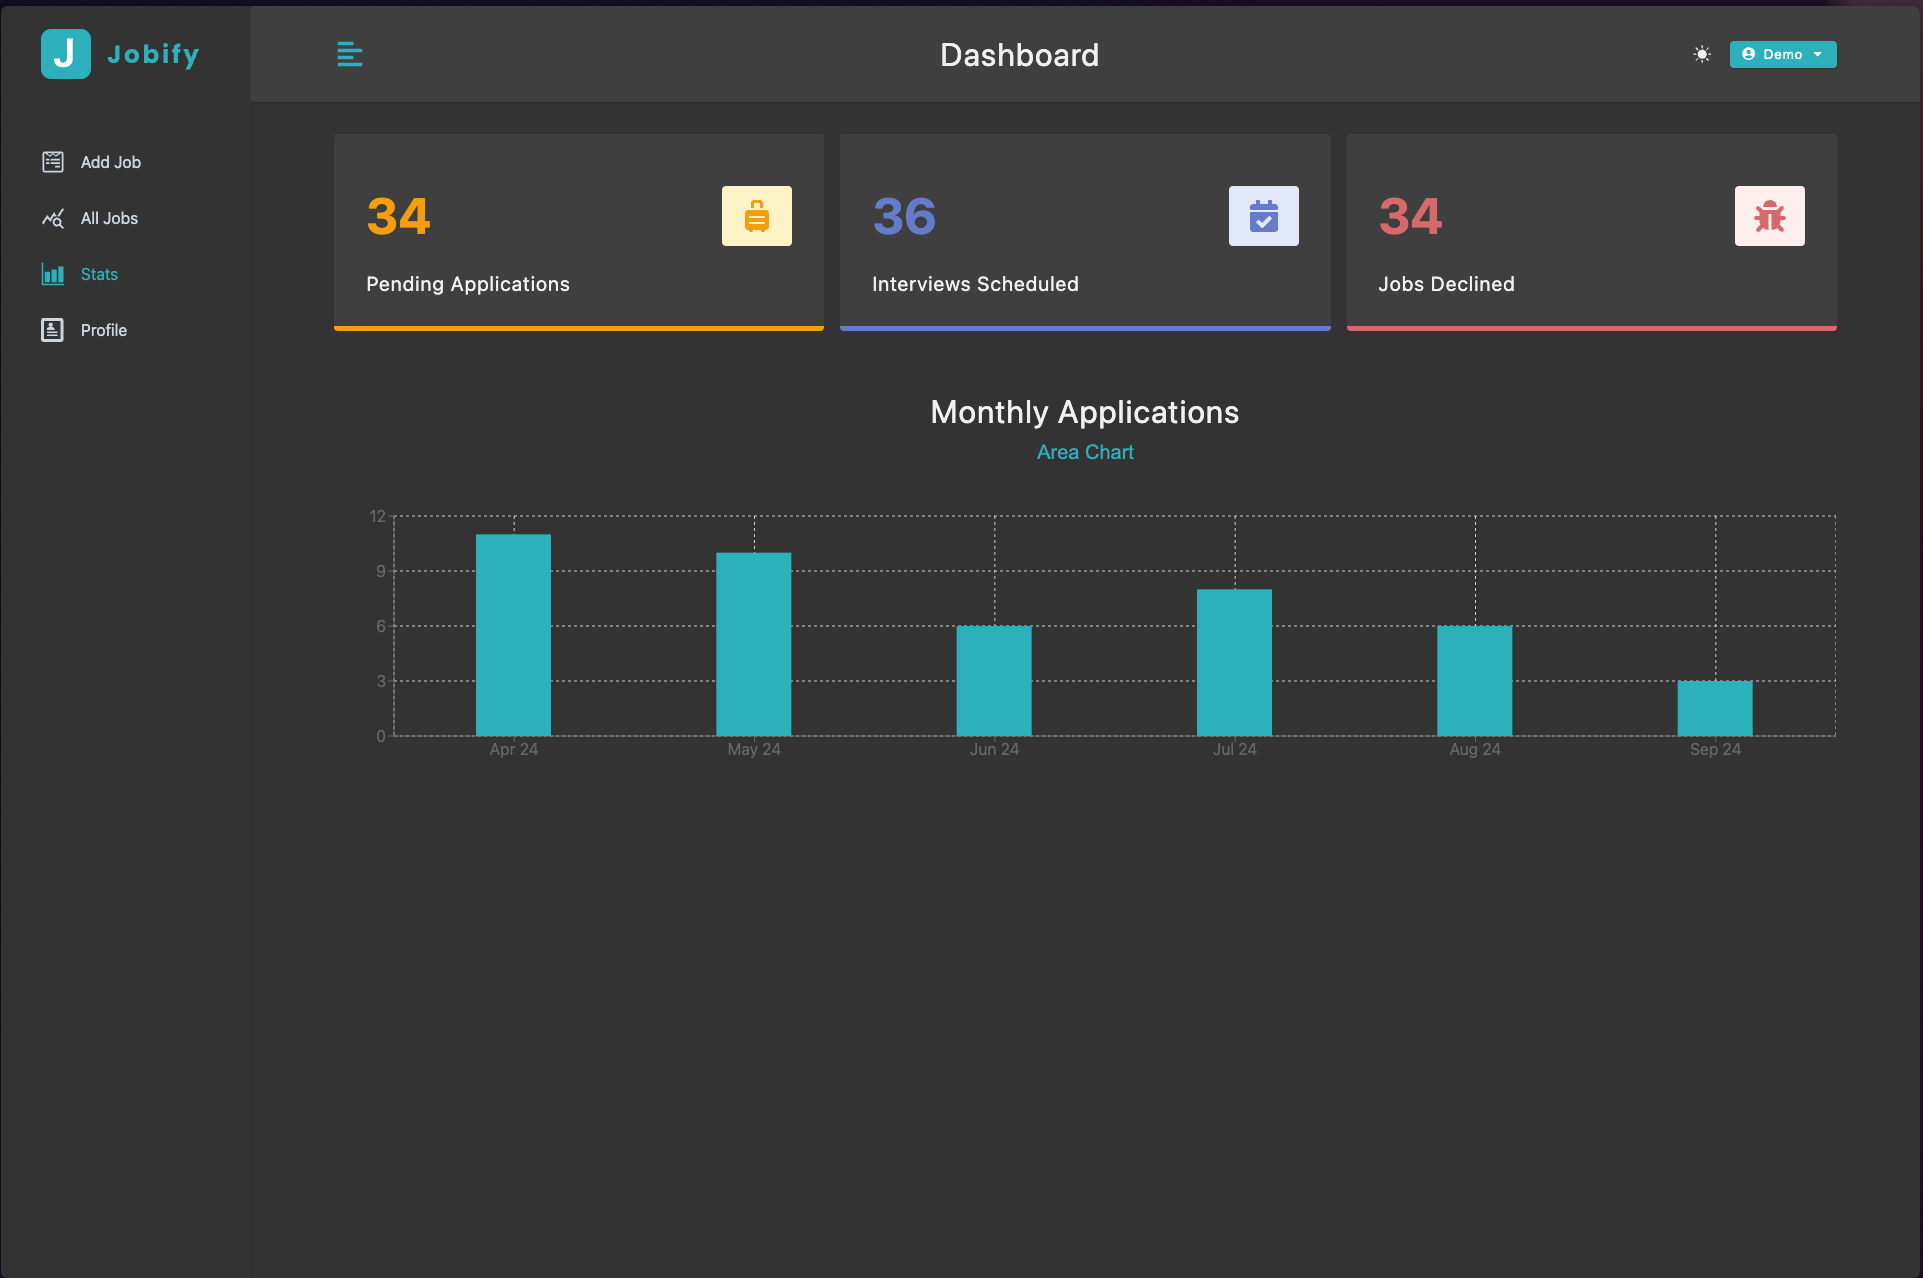 J Jobify
Dashboard
Demo
Add Job
All Jobs
Stats
Profile
34
Pending Applications
36
Interviews Scheduled
34
Jobs Declined
Monthly Applications
Area Chart
12
9
6
3
0
Apr 24 May 24 Jun 24 Jul 24 Aug 24 Sep 24